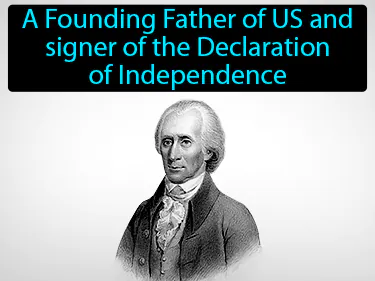 A Founding Father of US and
signer of the Declaration
of Independence